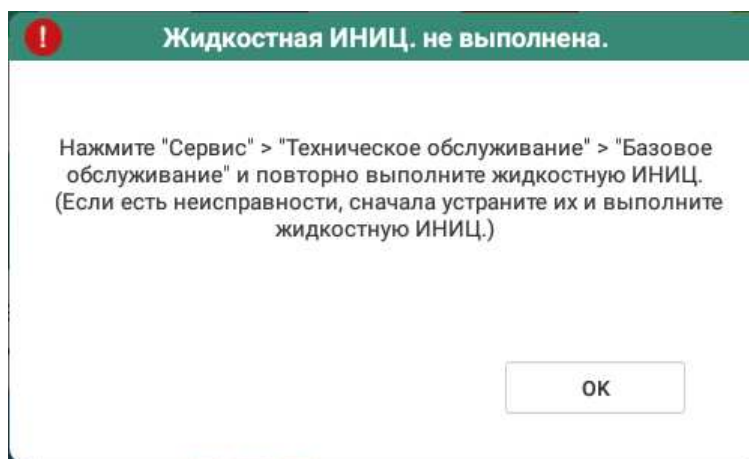 Жидкостная ИНИЦ. не выполнена.
Нажмите "Сервис" > "Техническое обслуживание" > "Базовое
обслуживание" и повторно выполните жидкостную ИНИЦ.
(Если есть неисправности, сначала устраните их и выполните
жидкостную ИНИЦ.)
OK